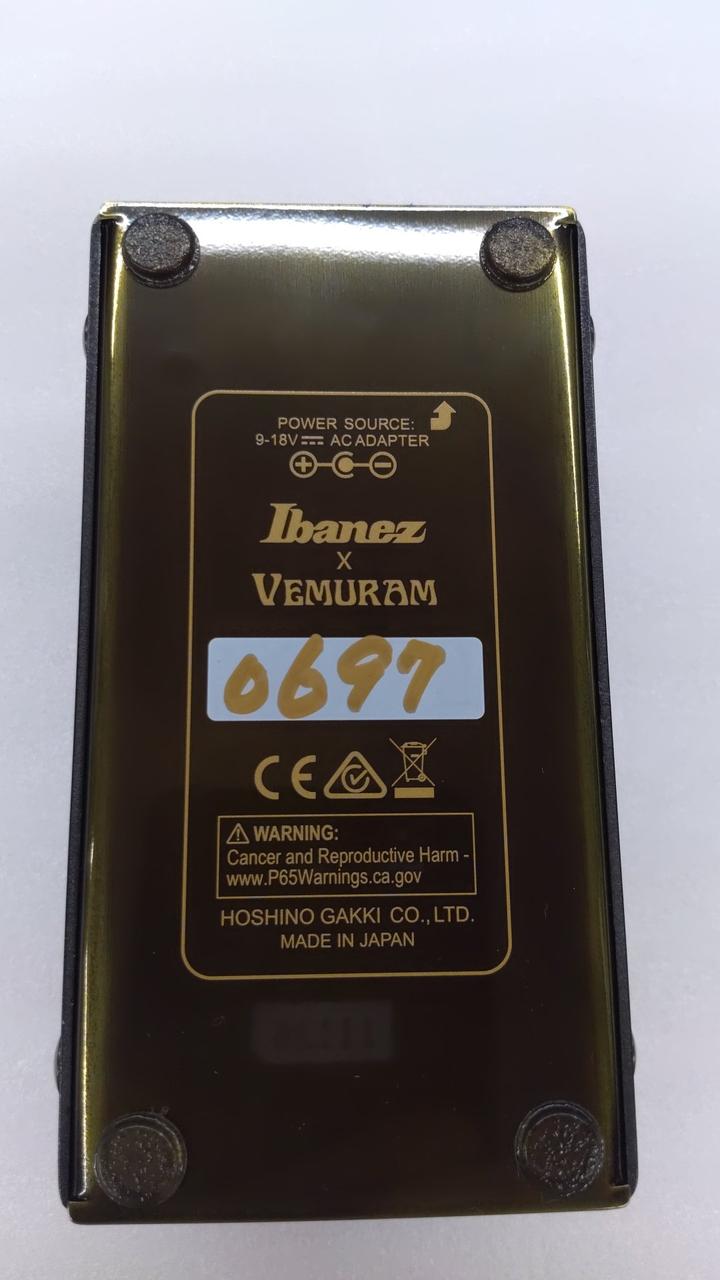 POWER SOURCE:
9-18V ⎓ AC ADAPTER
Ibanez
X
VEMURAM
0697
CE
⚠ WARNING:
Cancer and Reproductive Harm -
www.P65Warnings.ca.gov
HOSHINO GAKKI CO., LTD.
MADE IN JAPAN